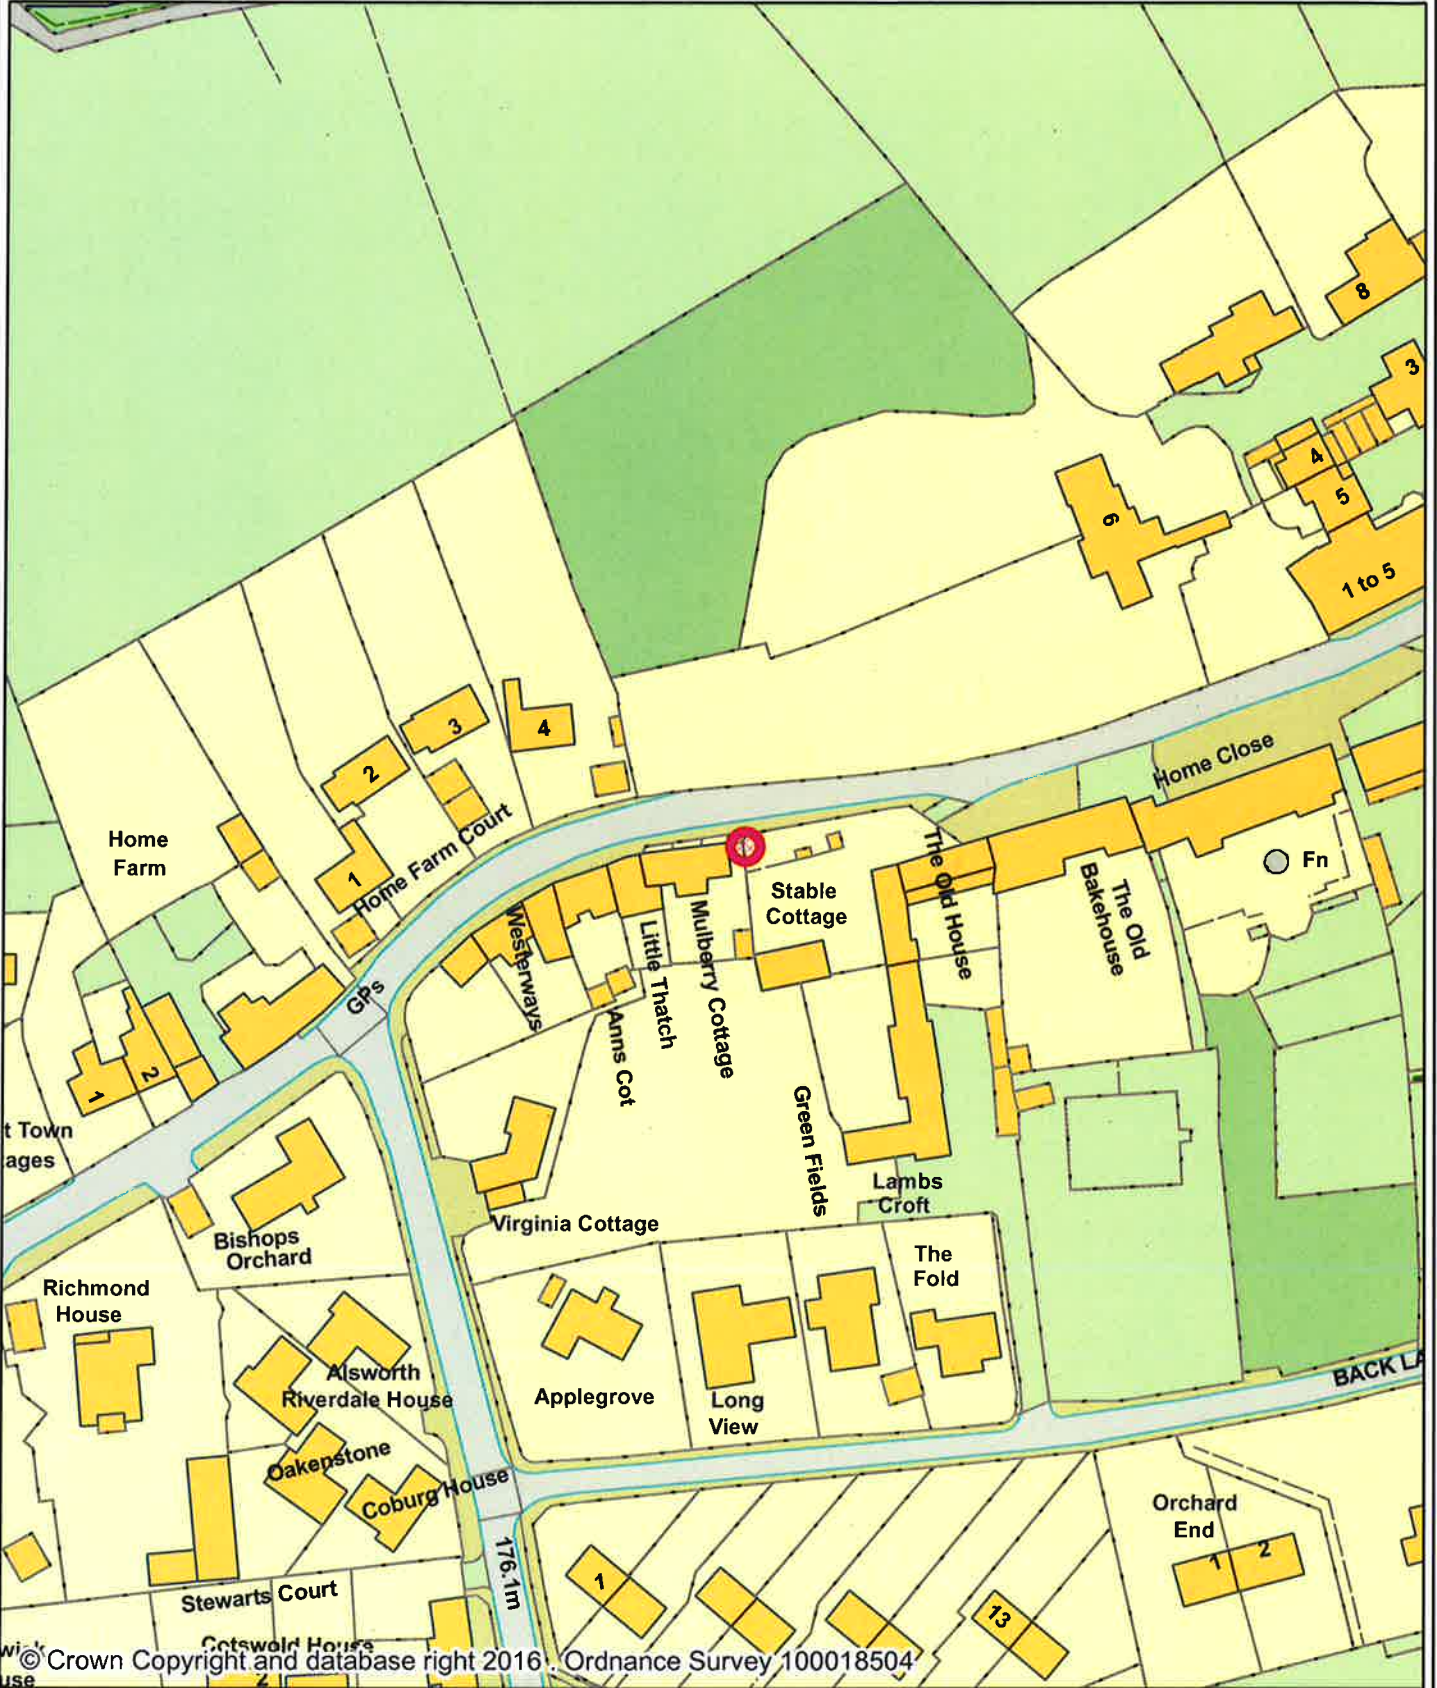 8
3
4
5
6
1 to 5
3
4
2
1
Home Farm Court
Home
Farm
Home Close
Fn
Stable
Cottage
The Old House
The Old
Bakehouse
Westerways
Little Thatch
Mulberry Cottage
Anns Cot
GPs
1
2
t Town
ages
Green Fields
Lambs
Croft
Virginia Cottage
Bishops
Orchard
The
Fold
Richmond
House
Alsworth
Riverdale House
Applegrove
Long
View
BACK LA
Oakenstone
Coburg House
Orchard
End
1
2
176.1m
1
13
Stewarts Court
Cotswold House
2
use
© Crown Copyright and database right 2016. Ordnance Survey 100018504